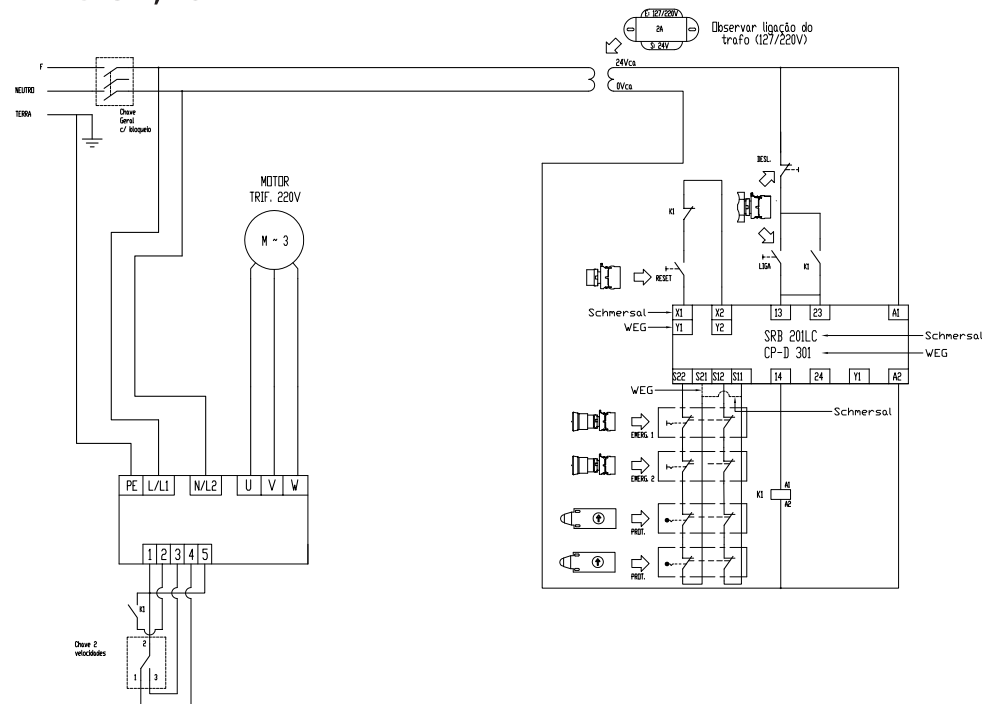 E: 127/220V
2A
S: 24V
Observar ligação do
trafo (127/220V)
24Vca
0Vca
F
NEUTRO
TERRA
Chave
Geral
c/ bloqueio
MOTOR
TRIF. 220V
M ~ 3
DESL.
K1
LIGA
K1
RESET
Schmersal
WEG
X1
X2
13
23
A1
Y1
Y2
SRB 201LC
CP-D 301
Schmersal
WEG
S22
S21
S12
S11
14
24
Y1
A2
WEG
Schmersal
EMERG. 1
EMERG. 2
K1
A1
A2
PROT.
PROT.
PE
L/L1
N/L2
U
V
W
1
2
3
4
5
K1
Chave 2
velocidades
2
1
3